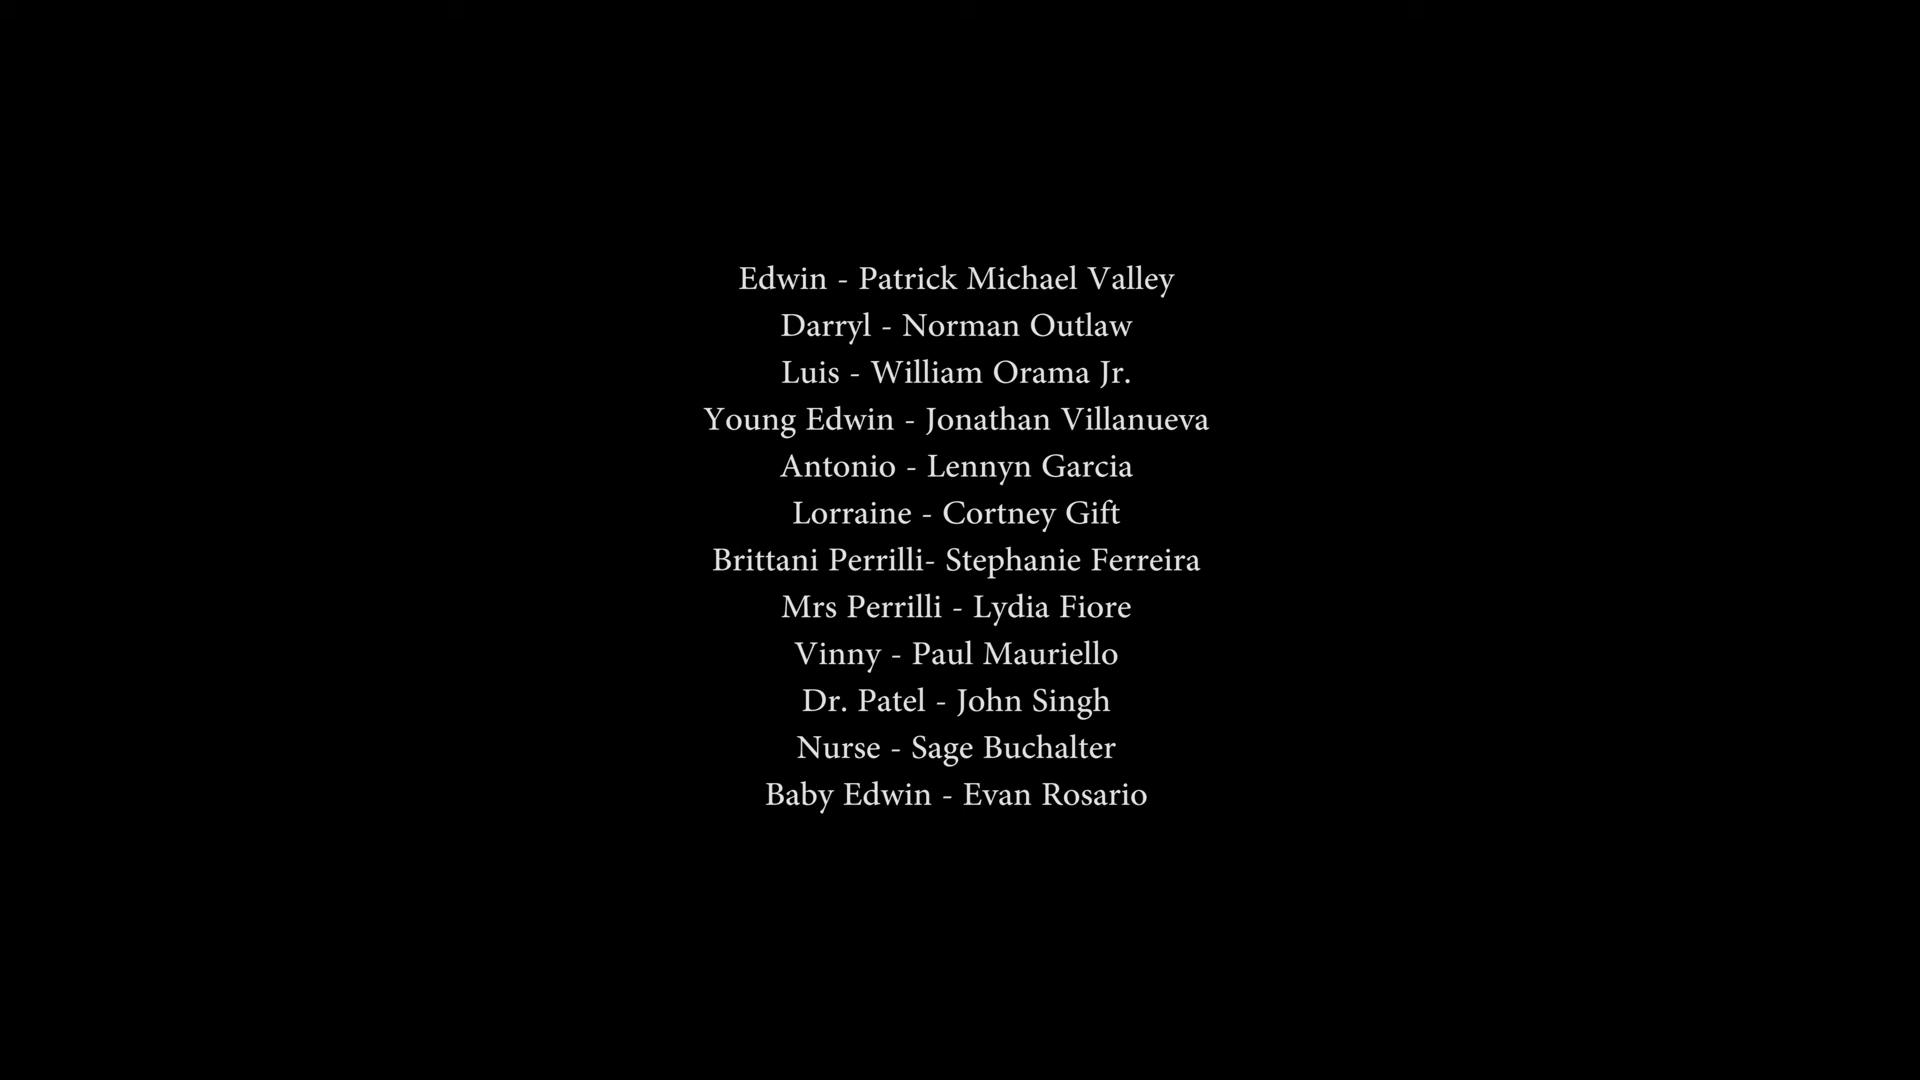 Edwin - Patrick Michael Valley
Darryl - Norman Outlaw
Luis - William Orama Jr.
Young Edwin - Jonathan Villanueva
Antonio - Lennyn Garcia
Lorraine - Cortney Gift
Brittani Perrilli- Stephanie Ferreira
Mrs Perrilli - Lydia Fiore
Vinny - Paul Mauriello
Dr. Patel - John Singh
Nurse - Sage Buchalter
Baby Edwin - Evan Rosario